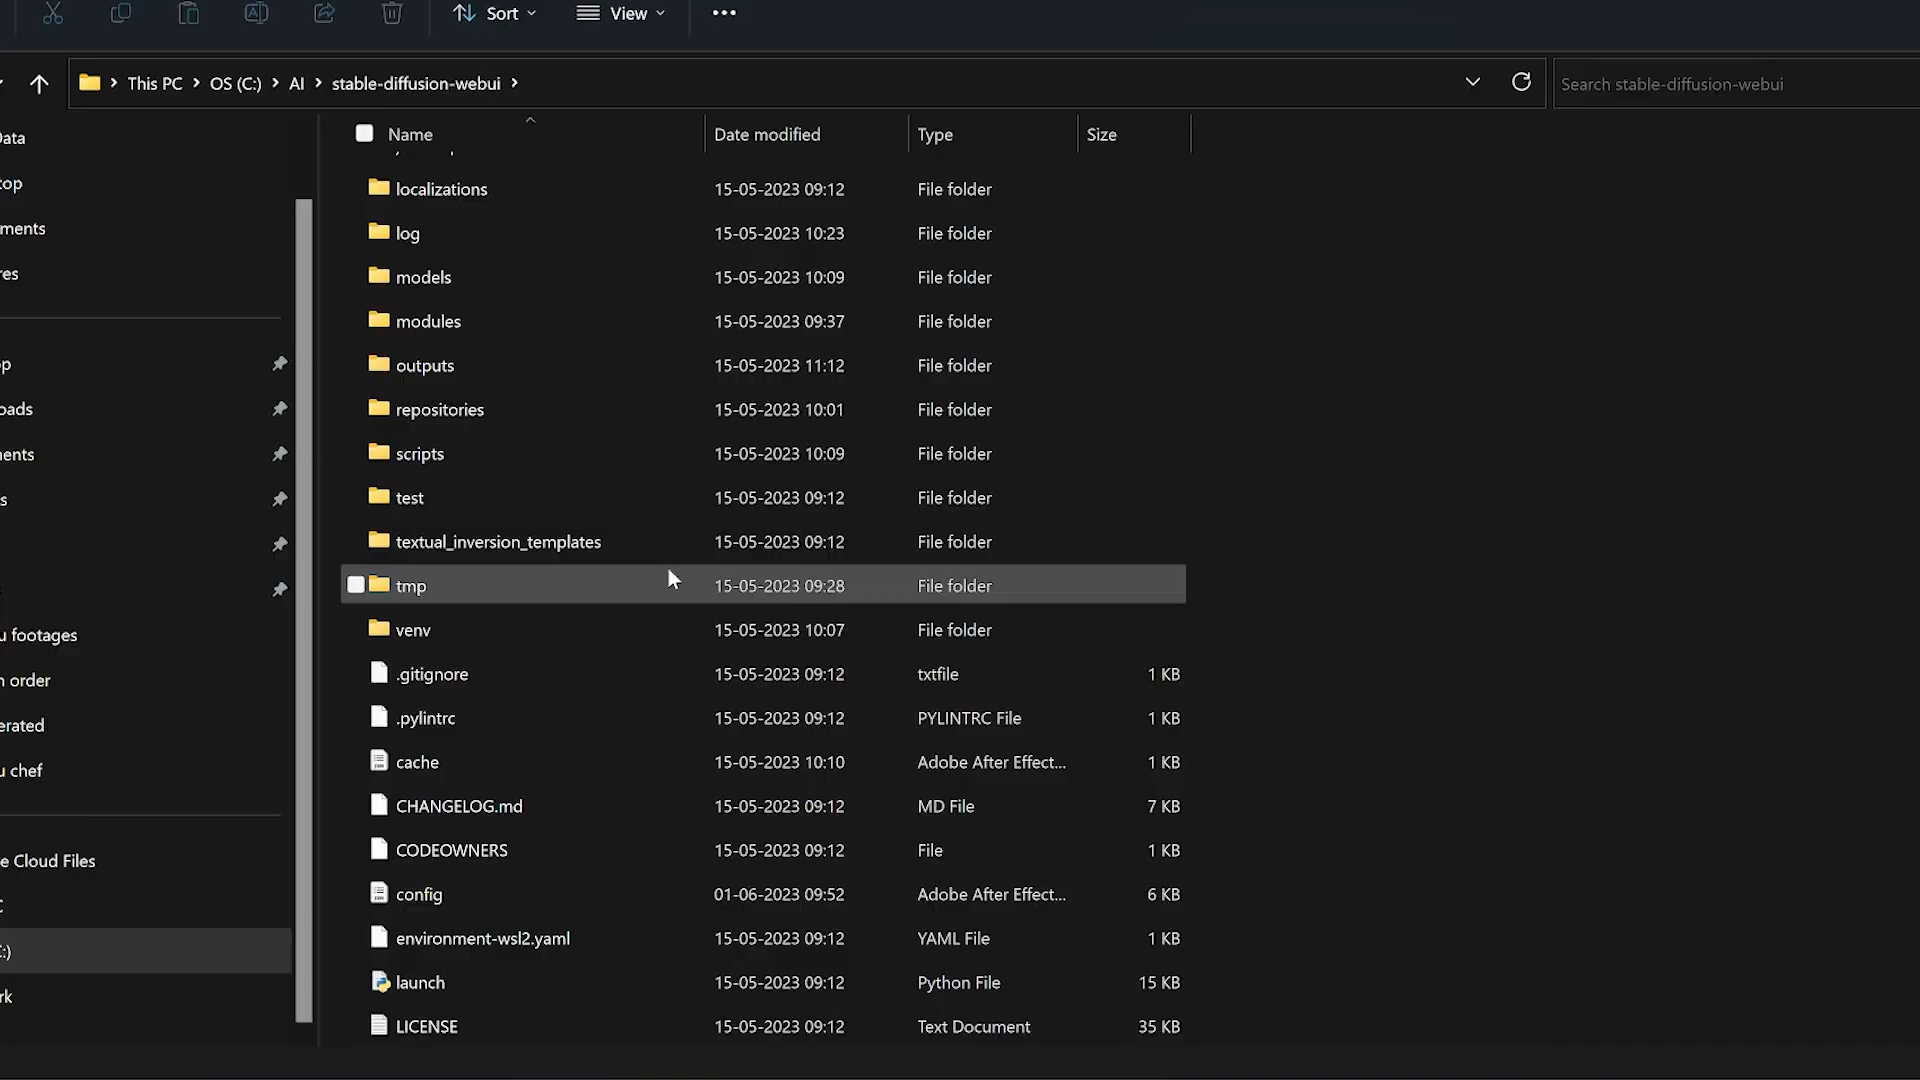 Sort View
This PC OS (C:) AI stable-diffusion-webui Search stable-diffusion-webui
Name Date modified Type Size
localizations 15-05-2023 09:12 File folder
log 15-05-2023 10:23 File folder
models 15-05-2023 10:09 File folder
modules 15-05-2023 09:37 File folder
outputs 15-05-2023 11:12 File folder
repositories 15-05-2023 10:01 File folder
scripts 15-05-2023 10:09 File folder
test 15-05-2023 09:12 File folder
textual_inversion_templates 15-05-2023 09:12 File folder
tmp 15-05-2023 09:28 File folder
venv 15-05-2023 10:07 File folder
.gitignore 15-05-2023 09:12 txtfile 1 KB
.pylintrc 15-05-2023 09:12 PYLINTRC File 1 KB
cache 15-05-2023 10:10 Adobe After Effect... 1 KB
CHANGELOG.md 15-05-2023 09:12 MD File 7 KB
CODEOWNERS 15-05-2023 09:12 File 1 KB
config 01-06-2023 09:52 Adobe After Effect... 6 KB
environment-wsl2.yaml 15-05-2023 09:12 YAML File 1 KB
launch 15-05-2023 09:12 Python File 15 KB
LICENSE 15-05-2023 09:12 Text Document 35 KB
ata
top
ments
res
op
oads
ents
s
u footages
n order
erated
u chef
e Cloud Files
C
C:)
rk